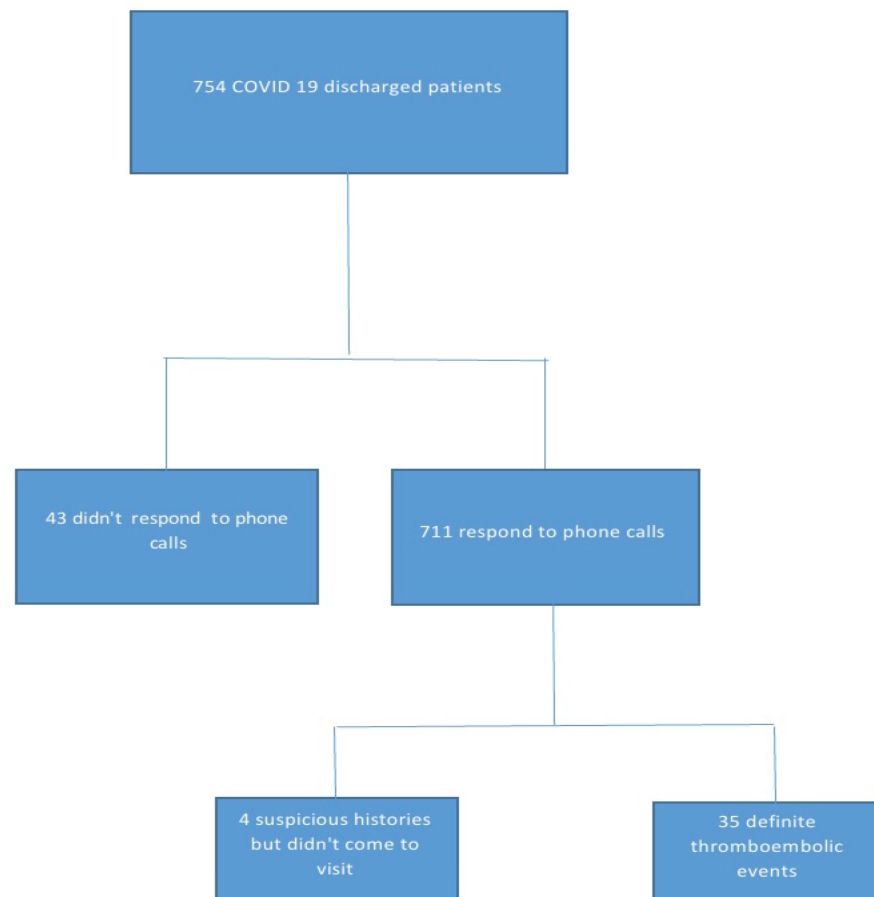 754 COVID 19 discharged patients
43 didn't respond to phone
calls
711 respond to phone calls
4 suspicious histories
but didn't come to
visit
35 definite
thromboembolic
events